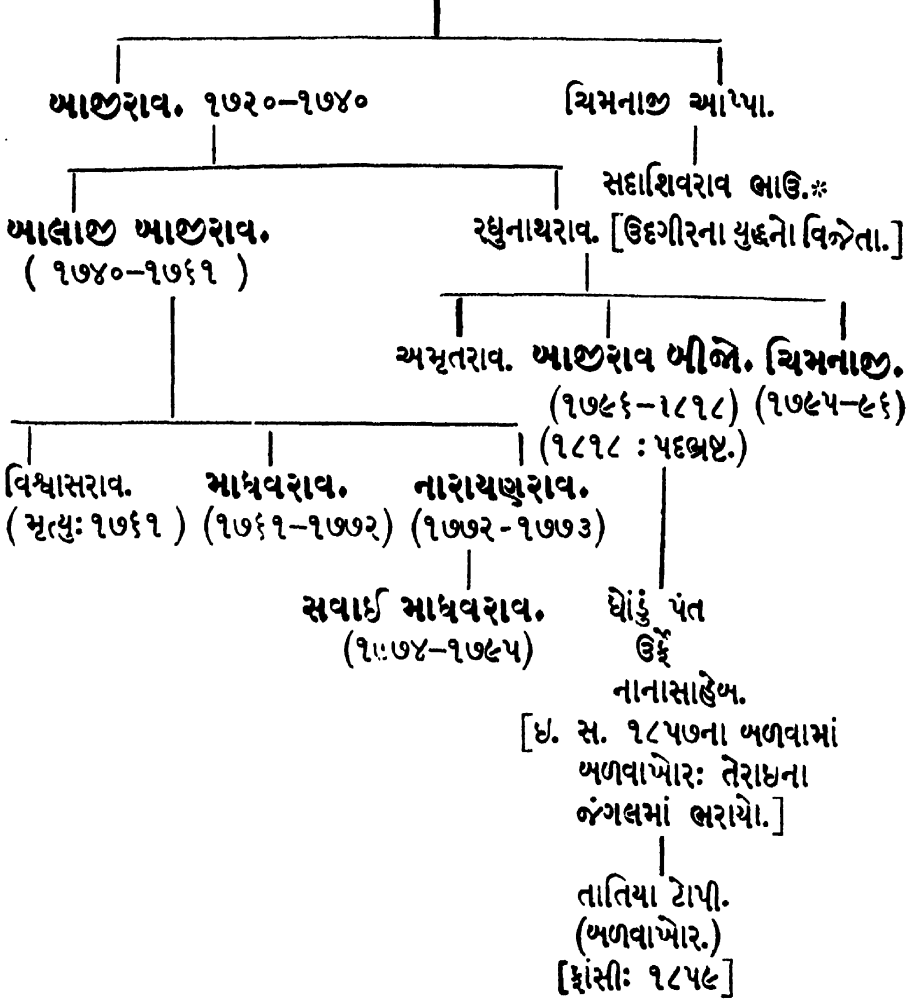 બાજીરાવ. ૧૭૨૦–૧૭૪૦
ચિમનાજી આપ્પા.
સદાશિવરાવ ભાઉ.*
બાલાજી બાજીરાવ.
રઘુનાથરાવ. [ઉદગીરના યુદ્ધનો વિજેતા.]
( ૧૭૪૦–૧૭૬૧ )
અમૃતરાવ. બાજીરાવ બીજો. ચિમનાજી.
(૧૭૯૬–૧૮૧૮) (૧૭૯૫–૯૬)
(૧૮૧૮ : પદભ્રષ્ટ.)
વિશ્વાસરાવ. માધવરાવ. નારાયણરાવ.
(મૃત્યુઃ ૧૭૬૧ ) (૧૭૬૧–૧૭૭૨) (૧૭૭૨-૧૭૭૩)
સવાઈ માધવરાવ. ધોંડું પંત
(૧૭૭૪–૧૭૯૫) ઉર્ફે
નાનાસાહેબ.
[ઇ. સ. ૧૮૫૭ના બળવામાં
બળવાખોરઃ તેરાઇના
જંગલમાં ભરાયો.]
તાતિયા ટોપી.
(બળવાખોર.)
[ફાંસીઃ ૧૮૫૯]